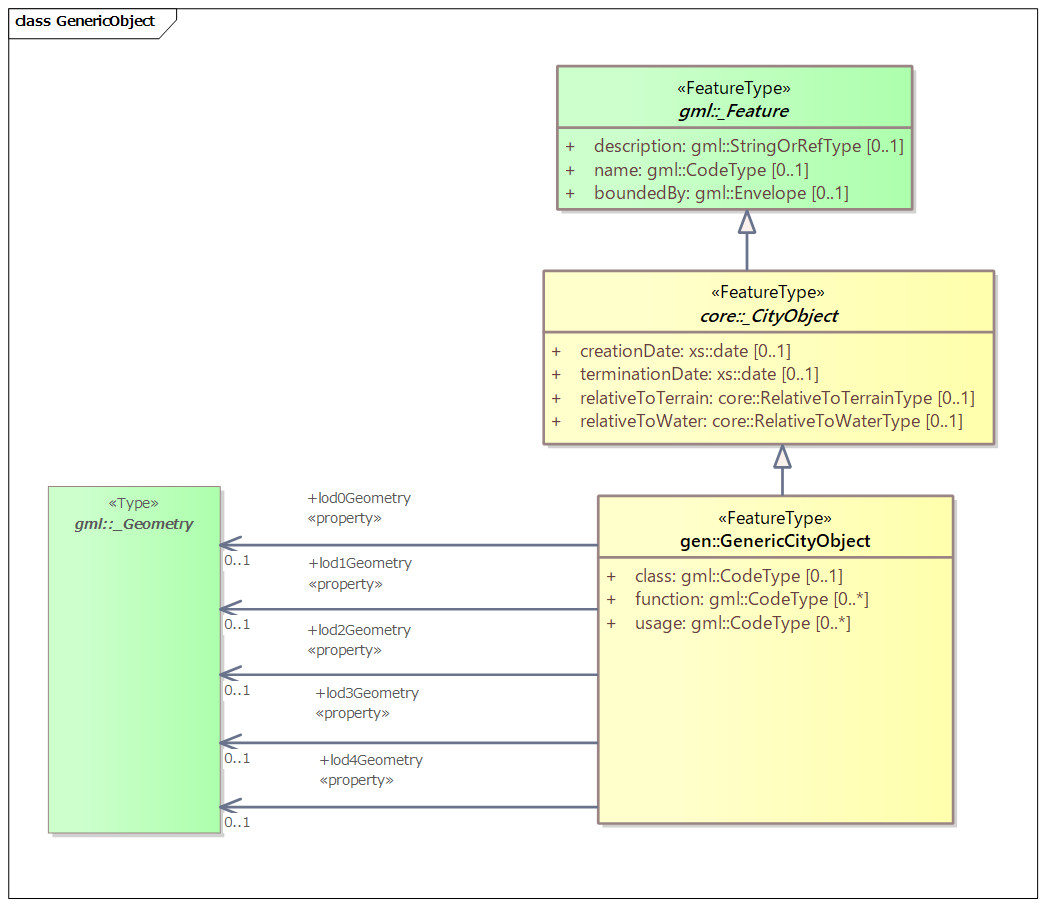 class GenericObject
«FeatureType»
gml::_Feature
+ description: gml::StringOrRefType [0..1]
+ name: gml::CodeType [0..1]
+ boundedBy: gml::Envelope [0..1]
«FeatureType»
core::_CityObject
+ creationDate: xs::date [0..1]
+ terminationDate: xs::date [0..1]
+ relativeToTerrain: core::RelativeToTerrainType [0..1]
+ relativeToWater: core::RelativeToWaterType [0..1]
«Type»
gml::_Geometry
+lod0Geometry
«property»
0..1
+lod1Geometry
«property»
0..1
+lod2Geometry
«property»
0..1
+lod3Geometry
«property»
0..1
+lod4Geometry
«property»
0..1
«FeatureType»
gen::GenericCityObject
+ class: gml::CodeType [0..1]
+ function: gml::CodeType [0..*]
+ usage: gml::CodeType [0..*]